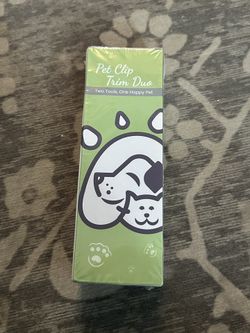 Pet Clip
Trim Duo
Two Tools, One Happy Pet